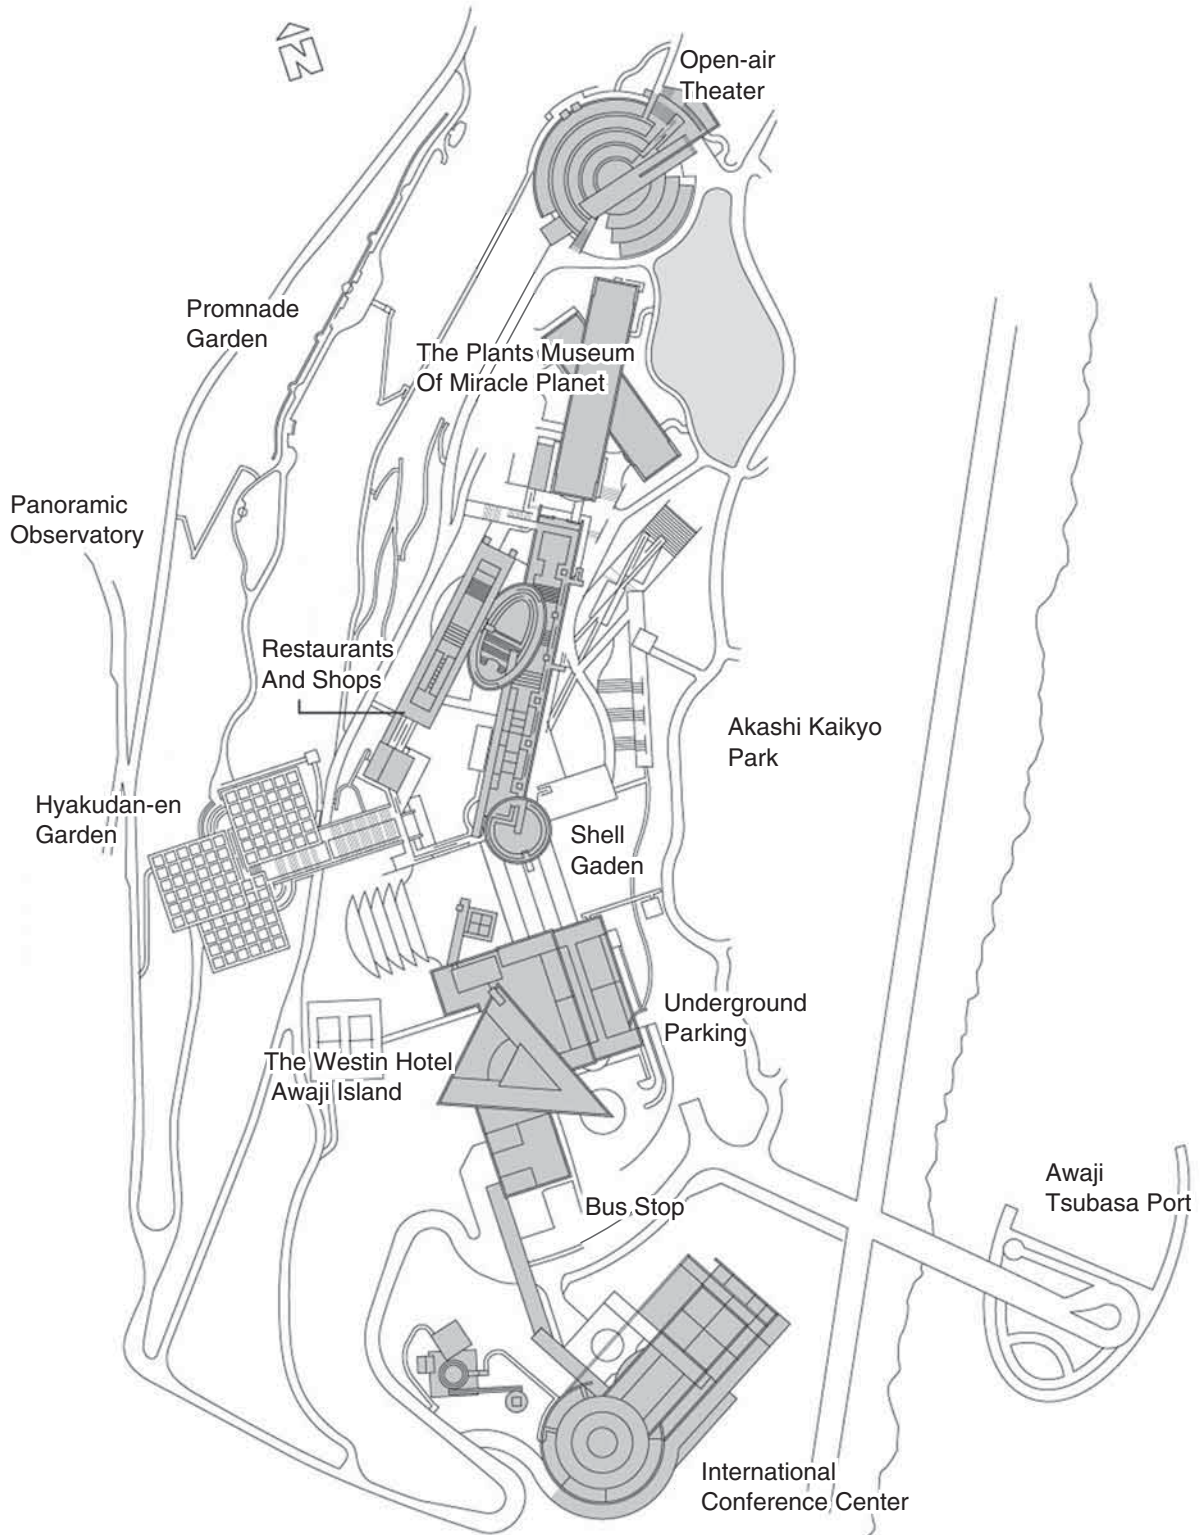 N
Open-air
Theater
Promnade
Garden
The Plants Museum
Of Miracle Planet
Panoramic
Observatory
Restaurants
And Shops
Akashi Kaikyo
Park
Hyakudan-en
Garden
Shell
Gaden
Underground
Parking
The Westin Hotel
Awaji Island
Awaji
Tsubasa Port
Bus Stop
International
Conference Center